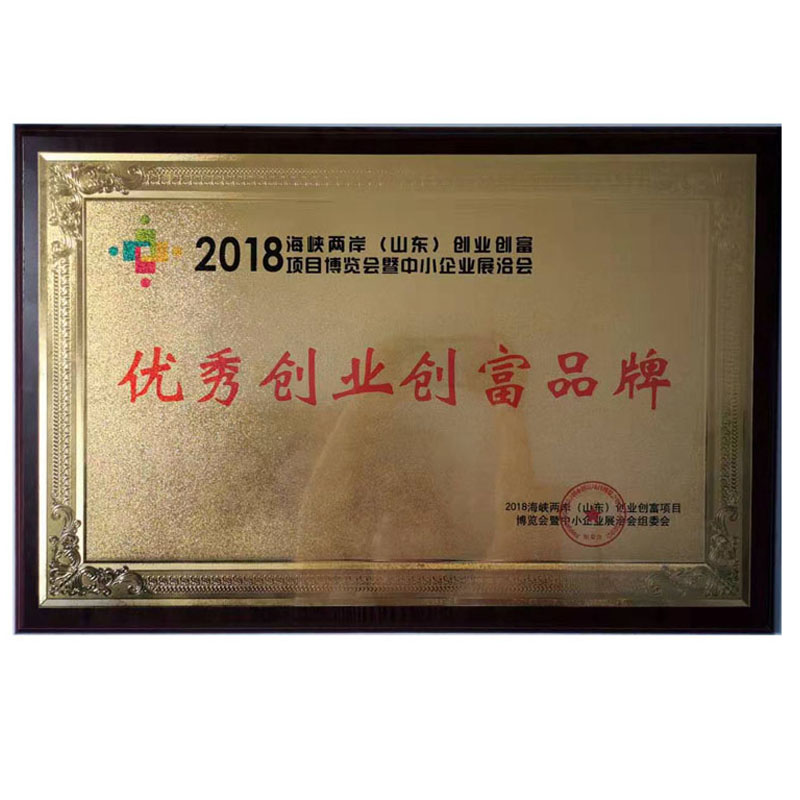 2018海峡两岸（山东）创业创富
项目博览会暨中小企业展洽会
优秀创业创富品牌
2018海峡两岸（山东）创业创富项目
博览会暨中小企业展洽会组委会